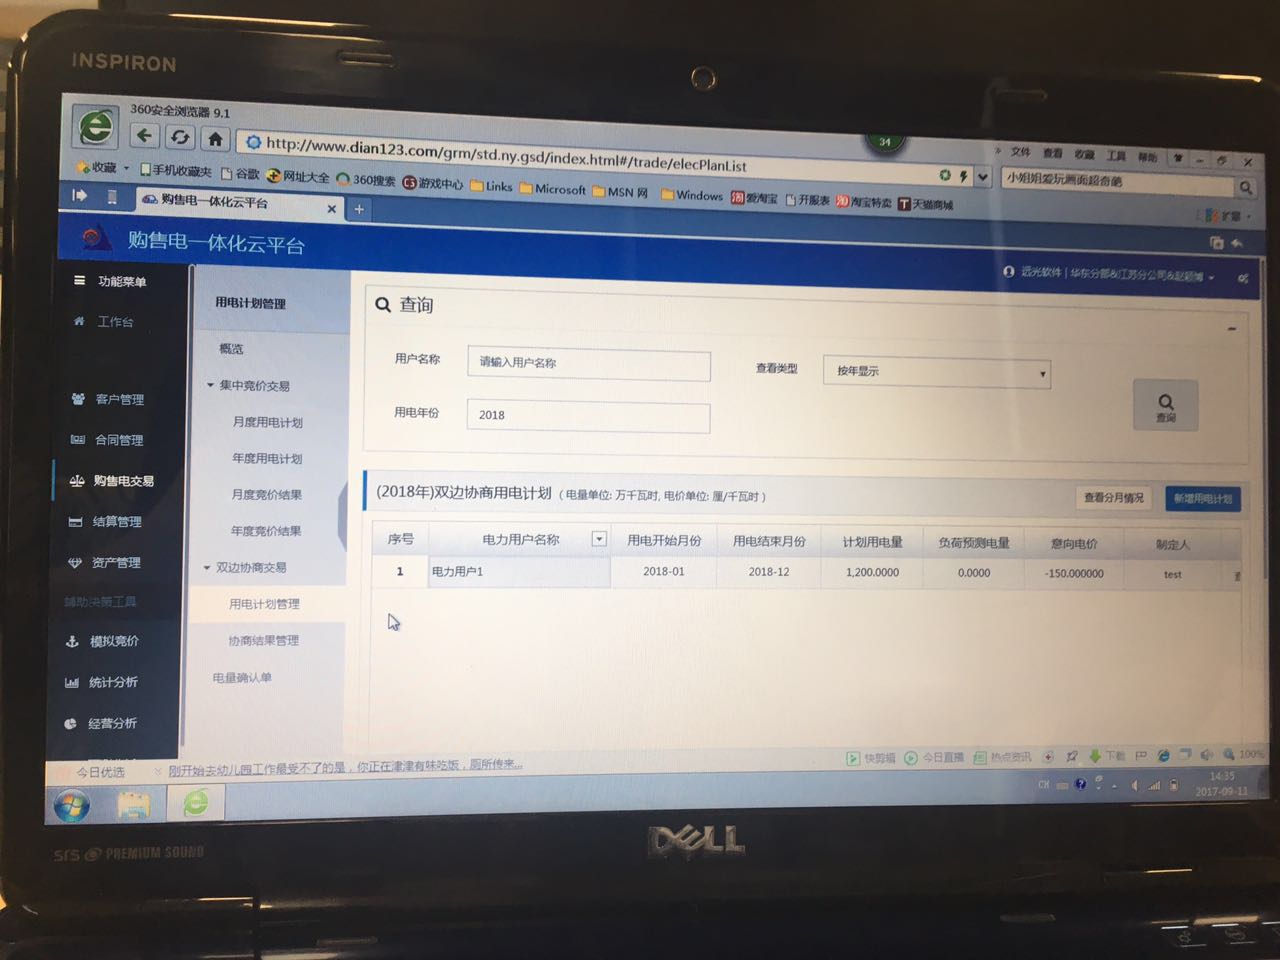 INSPIRON
360安全浏览器 9.1
http://www.dian123.com/grm/std.ny.gsd/index.html#/trade/elecPlanList
34
文件 查看 收藏 工具 帮助
收藏 手机收藏夹 谷歌 网址大全 360搜索 游戏中心 Links Microsoft MSN 网 Windows 爱淘宝 开服表 淘宝特卖 天猫商城
小姐姐爱玩画面超奇葩
购售电一体化云平台
扩展
购售电一体化云平台
远光软件 | 华东分部&江苏分公司&赵颖博
功能菜单
工作台
客户管理
合同管理
购售电交易
结算管理
资产管理
辅助决策工具
模拟竞价
统计分析
经营分析
用电计划管理
概览
集中竞价交易
月度用电计划
年度用电计划
月度竞价结果
年度竞价结果
双边协商交易
用电计划管理
协商结果管理
电量确认单
查询
用户名称 请输入用户名称 查看类型 按年显示
用电年份 2018
查询
(2018年)双边协商用电计划 ( 电量单位: 万千瓦时, 电价单位: 厘/千瓦时 ) 查看分月情况 新增用电计划
序号 电力用户名称 用电开始月份 用电结束月份 计划用电量 负荷预测电量 意向电价 制定人
1 电力用户1 2018-01 2018-12 1,200.0000 0.0000 -150.000000 test
今日优选 刚开始去幼儿园工作最受不了的是，你正在津津有味吃饭，厕所传来...
快剪辑 今日直播 热点资讯 下载 100%
CH
14:35
2017-09-11
DELL
SRS PREMIUM SOUND